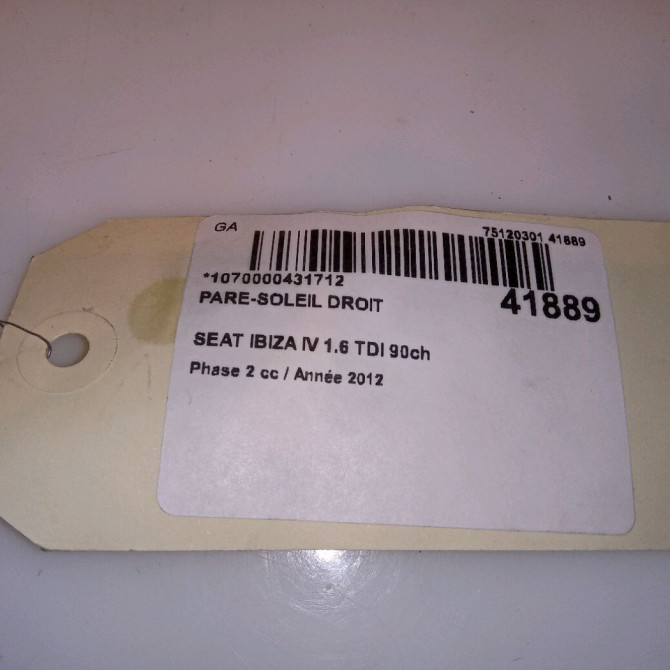 GA
75120301 41889
*1070000431712
41889
PARE-SOLEIL DROIT
SEAT IBIZA IV 1.6 TDI 90ch
Phase 2 cc / Année 2012